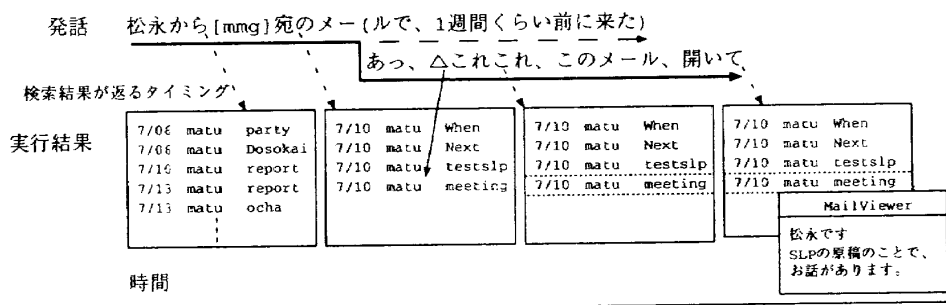 発話 松永から[mmg]宛のメー(ルで、1週間くらい前に来た)
あっ、△これこれ、このメール、開いて
検索結果が返るタイミング
実行結果
7/06 matu party
7/06 matu Dosokai
7/10 matu report
7/13 matu report
7/13 matu ocha
7/10 matu When
7/10 matu Next
7/10 matu testslp
7/10 matu meeting
7/10 matu When
7/10 matu Next
7/10 matu testslp
7/10 matu meeting
7/10 matu When
7/10 matu Next
7/10 matu testslp
7/10 matu meeting
MailViewer
松永です
SLPの原稿のことで、
お話があります。
時間